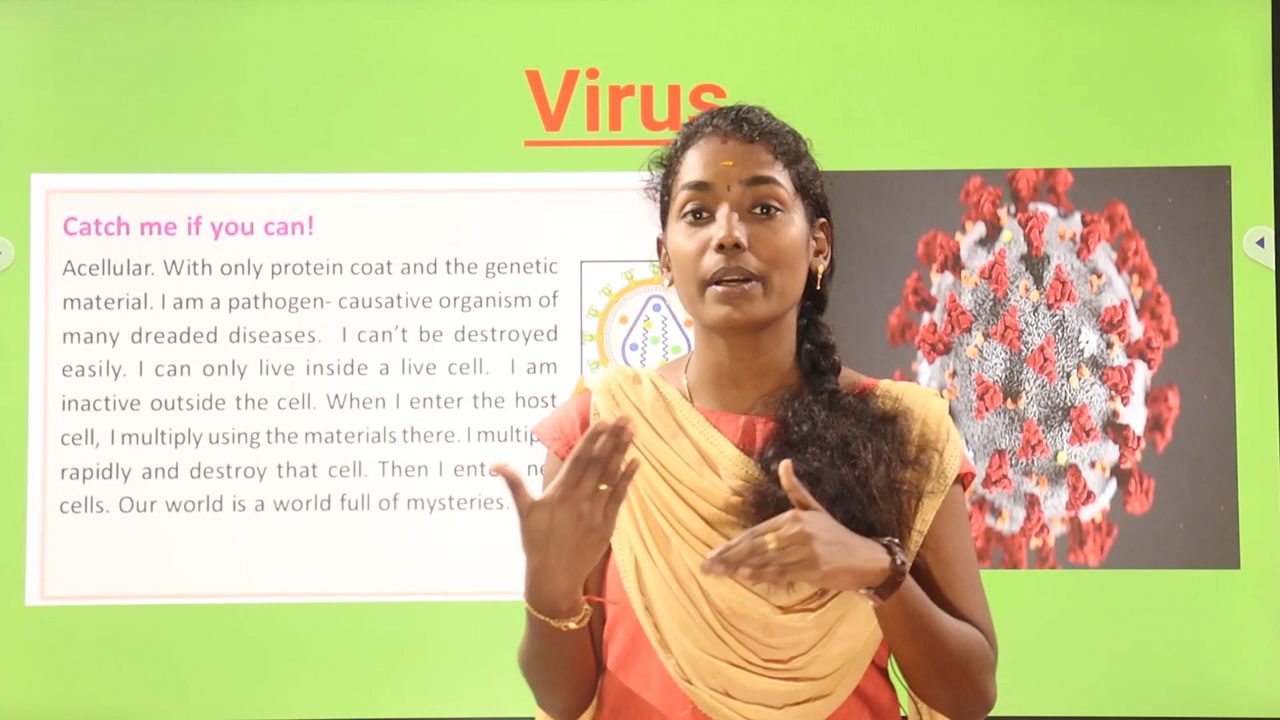 Virus
Catch me if you can!
Acellular. With only protein coat and the genetic
material. I am a pathogen- causative organism of
many dreaded diseases. I can't be destroyed
easily. I can only live inside a live cell. I am
inactive outside the cell. When I enter the host
cell, I multiply using the materials there. I
rapidly and destroy that cell. Then I
cells. Our world is a world full of mysteries.